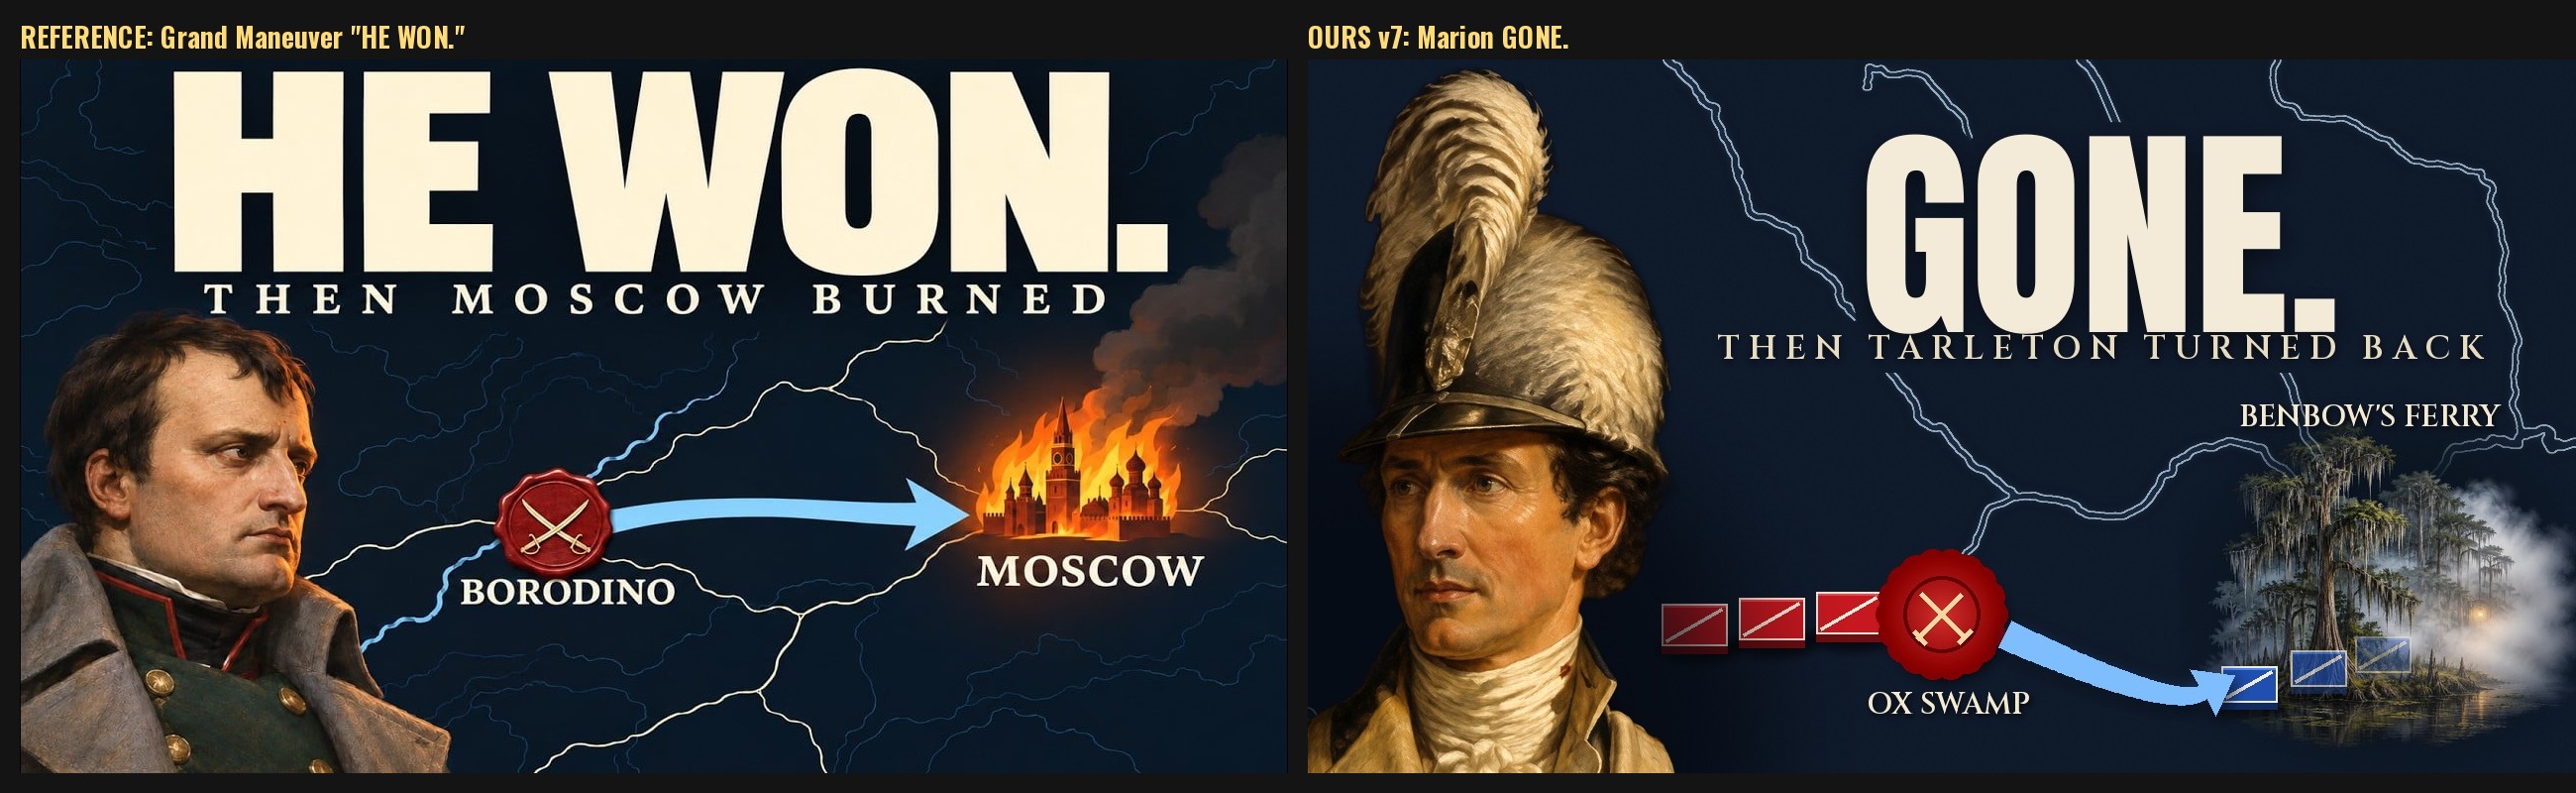 REFERENCE: Grand Maneuver "HE WON."
HE WON.
THEN MOSCOW BURNED
BORODINO
MOSCOW
OURS v7: Marion GONE.
GONE.
THEN TARLETON TURNED BACK
BENBOW'S FERRY
OX SWAMP